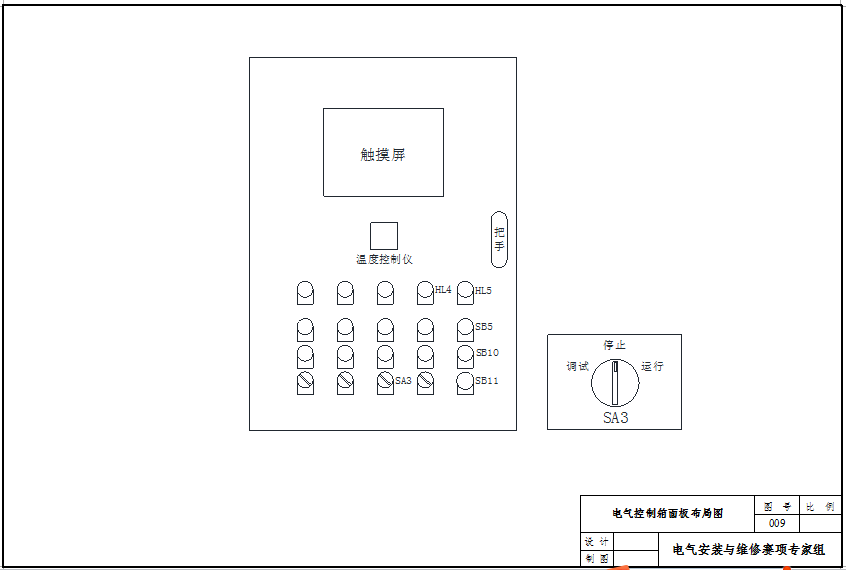 触摸屏
把手
温度控制仪
HL4 HL5
SB5
SB10
SA3 SB11
停止
调试 运行
SA3
电气控制箱面板布局图
图 号 比 例
009
设 计
制 图
电气安装与维修赛项专家组